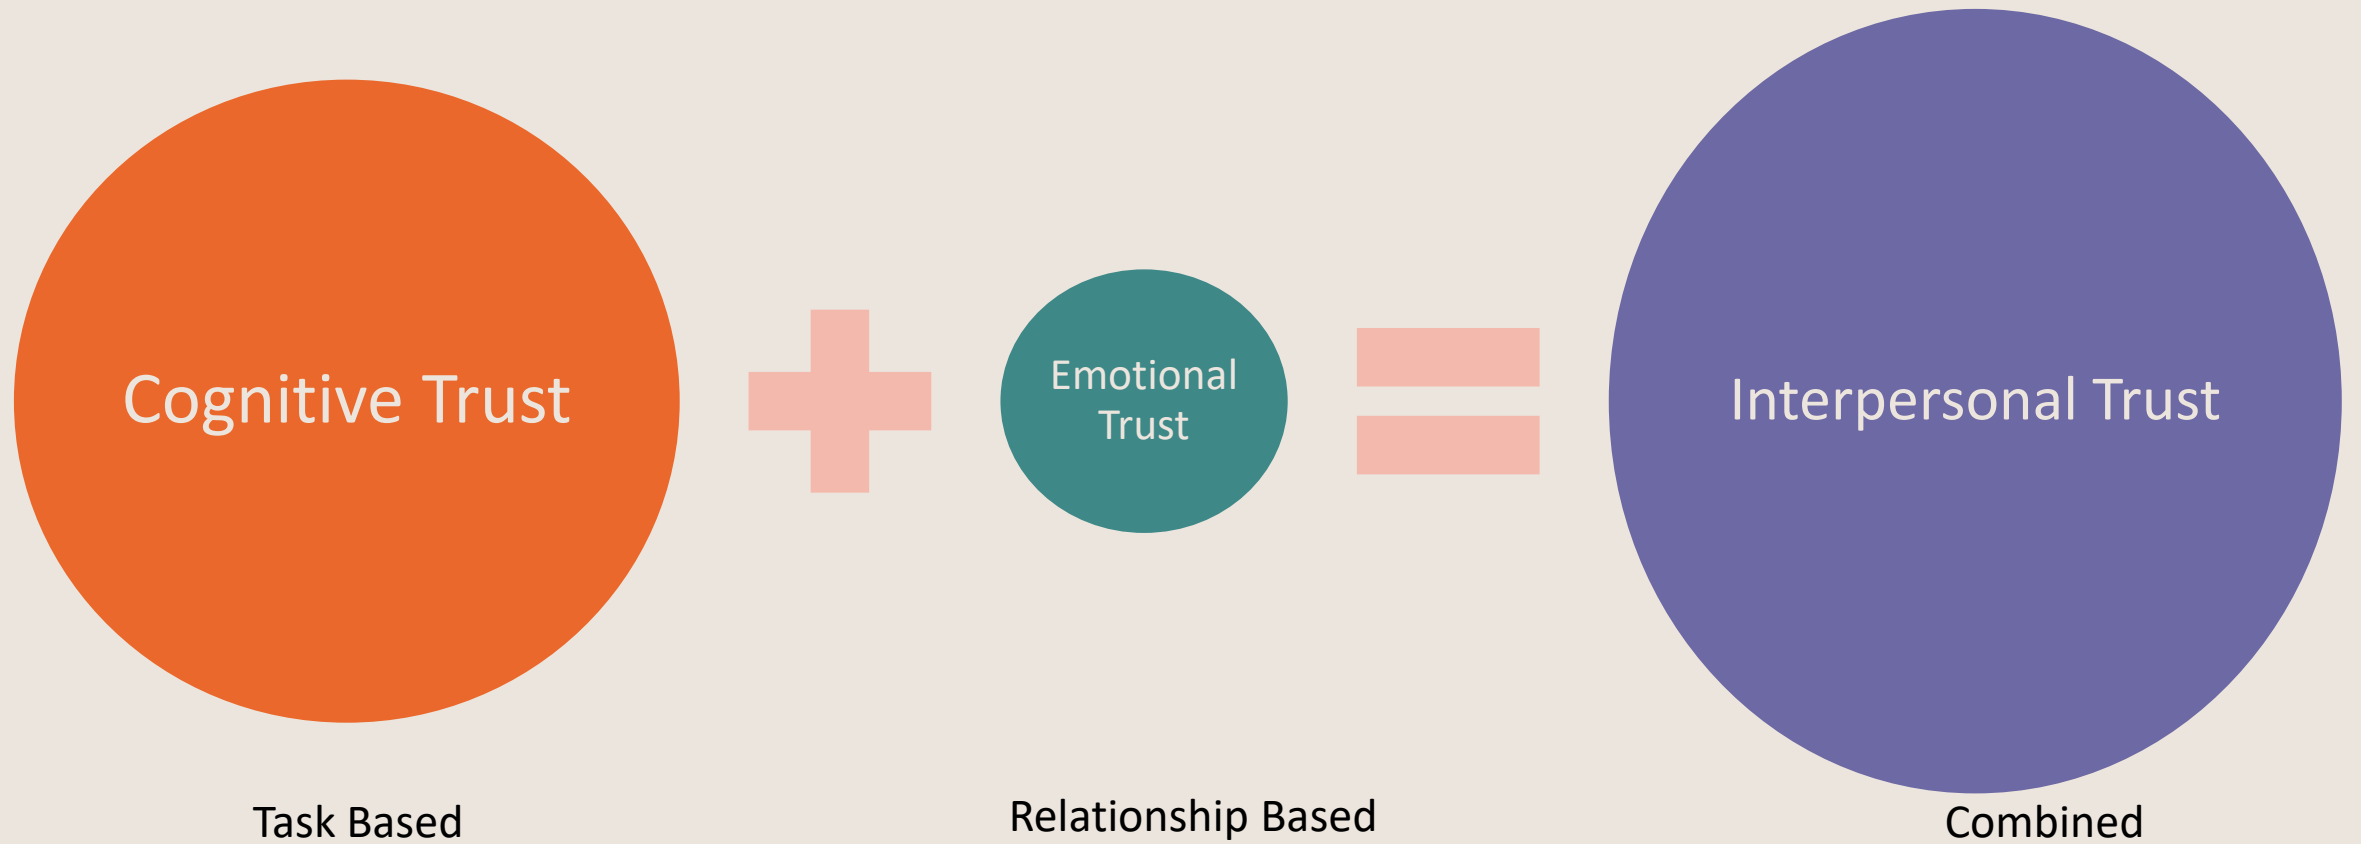 Cognitive Trust
Emotional
Trust
Interpersonal Trust
Task Based
Relationship Based
Combined